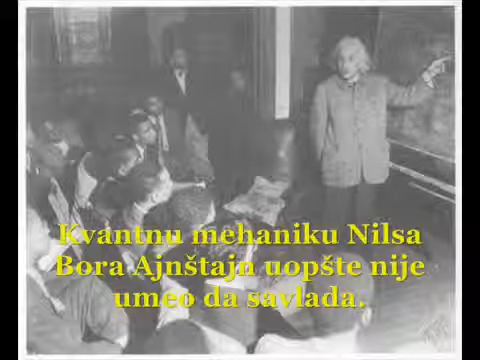 Kvantnu mehaniku Nilsa
Bora Ajnštajn uopšte nije
umeo da savlada.